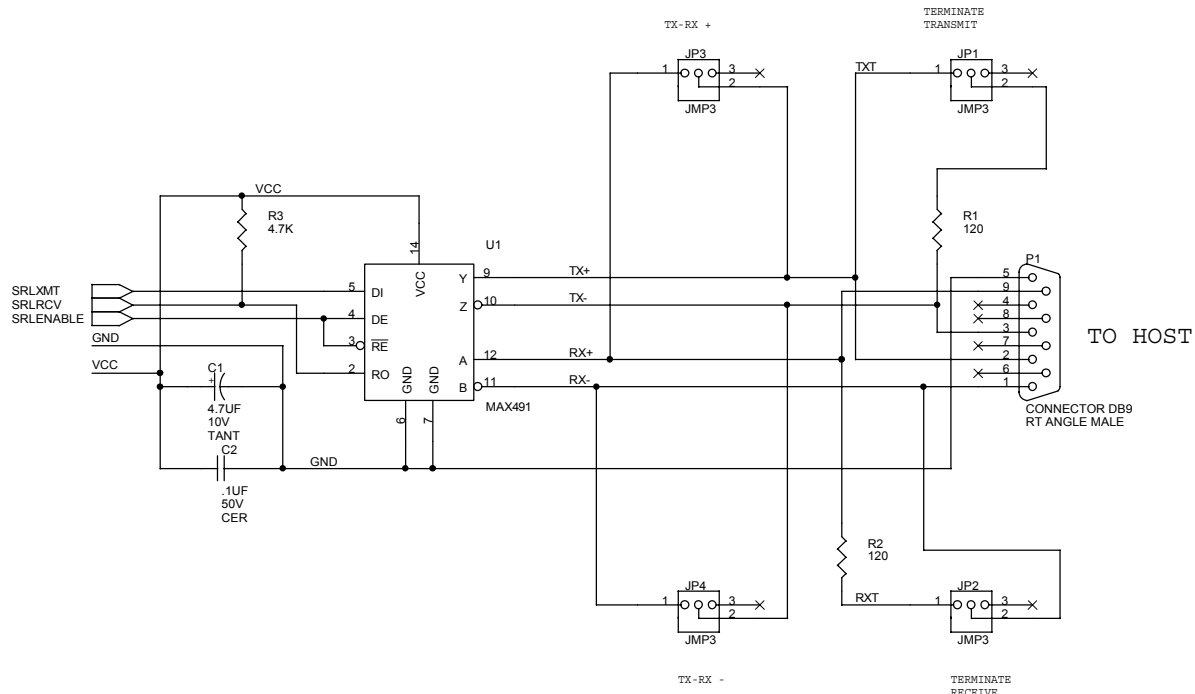 TERMINATE
TRANSMIT
TX-RX +
JP3
1
3
2
JMP3
TXT
JP1
1
3
2
JMP3
VCC
R3
4.7K
R1
120
14
U1
VCC
SRLXMT
SRLRCV
SRLENABLE
GND
VCC
5
DI
4
DE
3
RE
2
RO
GND
GND
6
7
Y
9
TX+
Z
10
TX-
A
12
RX+
B
11
RX-
MAX491
P1
5
9
4
8
3
7
2
6
1
TO HOST
CONNECTOR DB9
RT ANGLE MALE
C1
+
4.7UF
10V
TANT
C2
.1UF
50V
CER
GND
R2
120
JP4
1
3
2
JMP3
RXT
JP2
1
3
2
JMP3
TX-RX -
TERMINATE
RECEIVE